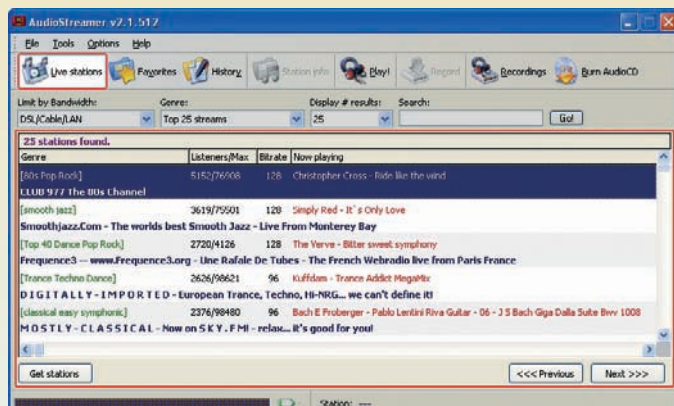 AudioStreamer v2.1.512
File Tools Options Help
Live stations Favorites History Station info Play! Record Recordings Burn AudioCD
Limit by Bandwidth: Genre: Display # results: Search:
DSL/Cable/LAN Top 25 streams 25 Go!
25 stations found.
Genre Listeners/Max Bitrate Now playing
[80s Pop Rock] 5152/76908 128 Christopher Cross - Ride like the wind
CLUB 977 The 80s Channel
[smooth jazz] 3619/75501 128 Simply Red - It`s Only Love
Smoothjazz.Com - The worlds best Smooth Jazz - Live From Monterey Bay
[Top 40 Dance Pop Rock] 2720/4126 128 The Verve - Bitter sweet symphony
Frequence3 -- www.Frequence3.org - Une Rafale De Tubes - The French Webradio live from Paris France
[Trance Techno Dance] 2626/98621 96 Kuffdam - Trance Addict MegaMix
D I G I T A L L Y - I M P O R T E D - European Trance, Techno, Hi-NRG... we can't define it!
[classical easy symphonic] 2376/98480 96 Bach E Froberger - Pablo Lentini Riva Guitar - 06 - J S Bach Giga Dalla Suite Bwv 1008
M O S T L Y - C L A S S I C A L - Now on S K Y . F M! - relax... it's good for you!
Get stations <<< Previous Next >>>
Station: ---